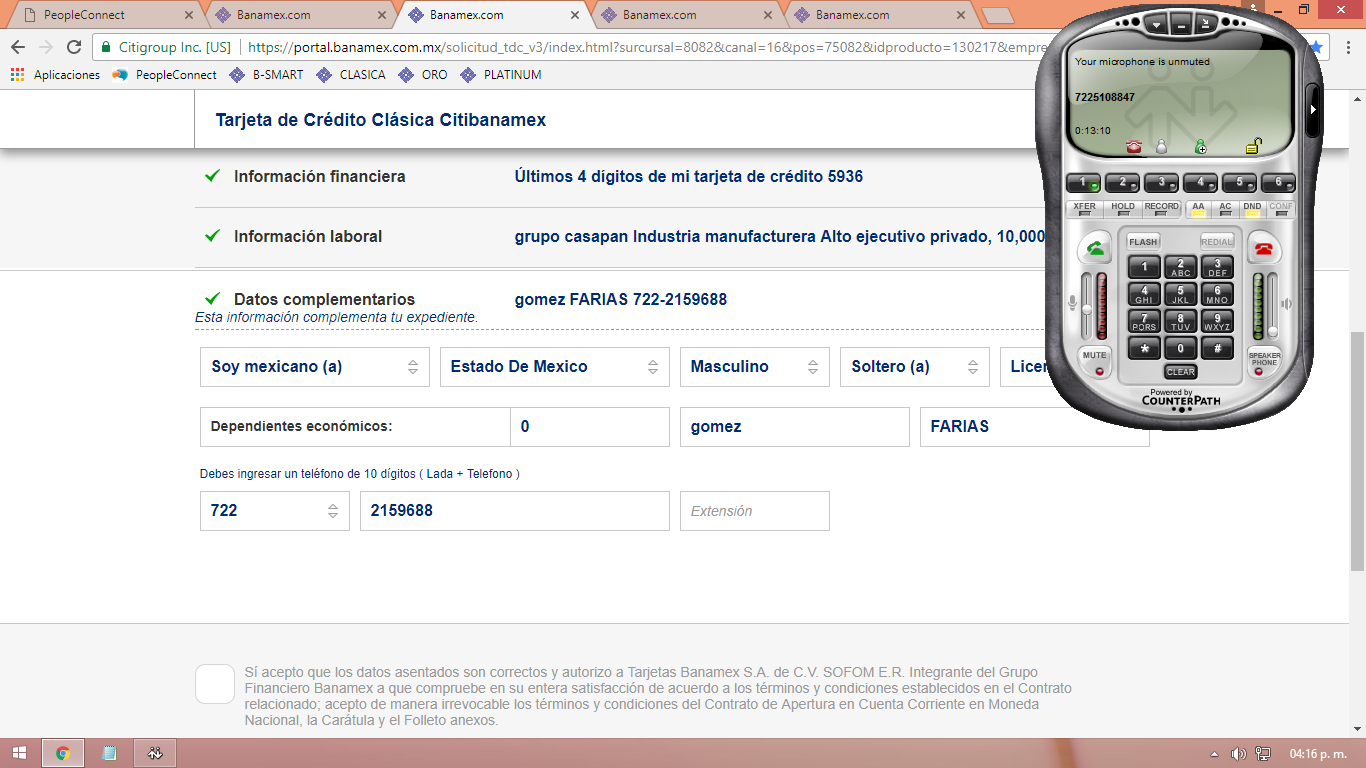 PeopleConnect
Banamex.com
Banamex.com
Banamex.com
Banamex.com
Citigroup Inc. [US]
https://portal.banamex.com.mx/solicitud_tdc_v3/index.html?surcursal=8082&canal=16&pos=75082&idproducto=130217&empre
Aplicaciones
PeopleConnect
B-SMART
CLASICA
ORO
PLATINUM
Tarjeta de Crédito Clásica Citibanamex
Información financiera
Últimos 4 dígitos de mi tarjeta de crédito 5936
Información laboral
grupo casapan Industria manufacturera Alto ejecutivo privado, 10,000
Datos complementarios
gomez FARIAS 722-2159688
Esta información complementa tu expediente.
Soy mexicano (a)
Estado De Mexico
Masculino
Soltero (a)
Licen
Dependientes económicos:
0
gomez
FARIAS
Debes ingresar un teléfono de 10 dígitos ( Lada + Telefono )
722
2159688
Extensión
Sí acepto que los datos asentados son correctos y autorizo a Tarjetas Banamex S.A. de C.V. SOFOM E.R. Integrante del Grupo
Financiero Banamex a que compruebe en su entera satisfacción de acuerdo a los términos y condiciones establecidos en el Contrato
relacionado; acepto de manera irrevocable los términos y condiciones del Contrato de Apertura en Cuenta Corriente en Moneda
Nacional, la Carátula y el Folleto anexos.
Your microphone is unmuted
7225108847
0:13:10
1 2 3 4 5 6
XFER HOLD RECORD AA AC DND CONF
FLASH REDIAL
1 2 ABC 3 DEF
4 GHI 5 JKL 6 MNO
7 PQRS 8 TUV 9 WXYZ
* 0 #
MUTE
CLEAR
SPEAKER PHONE
Powered by
COUNTERPATH
04:16 p. m.